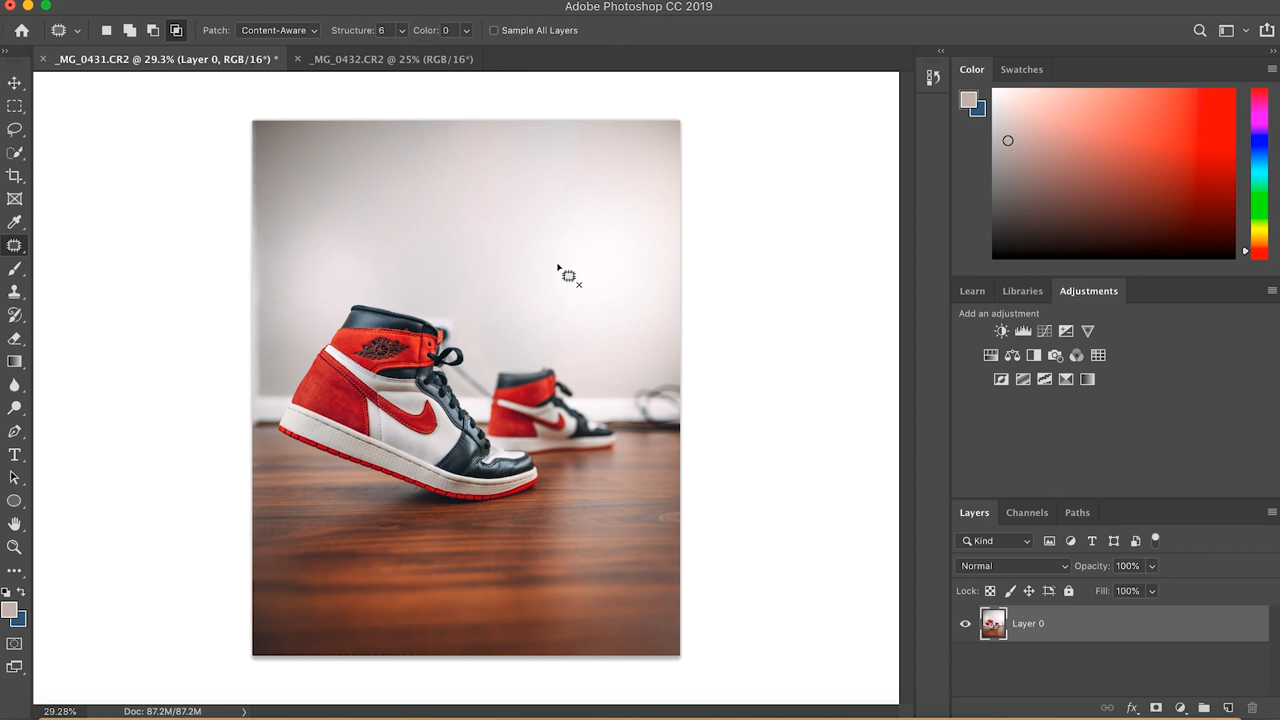 Adobe Photoshop CC 2019
Patch: Content-Aware Structure: 6 Color: 0 Sample All Layers
_MG_0431.CR2 @ 29.3% (Layer 0, RGB/16*) *
_MG_0432.CR2 @ 25% (RGB/16*)
Color Swatches
Learn Libraries Adjustments
Add an adjustment
Layers Channels Paths
Kind
Normal Opacity: 100%
Lock: Fill: 100%
Layer 0
29.28% Doc: 87.2M/87.2M